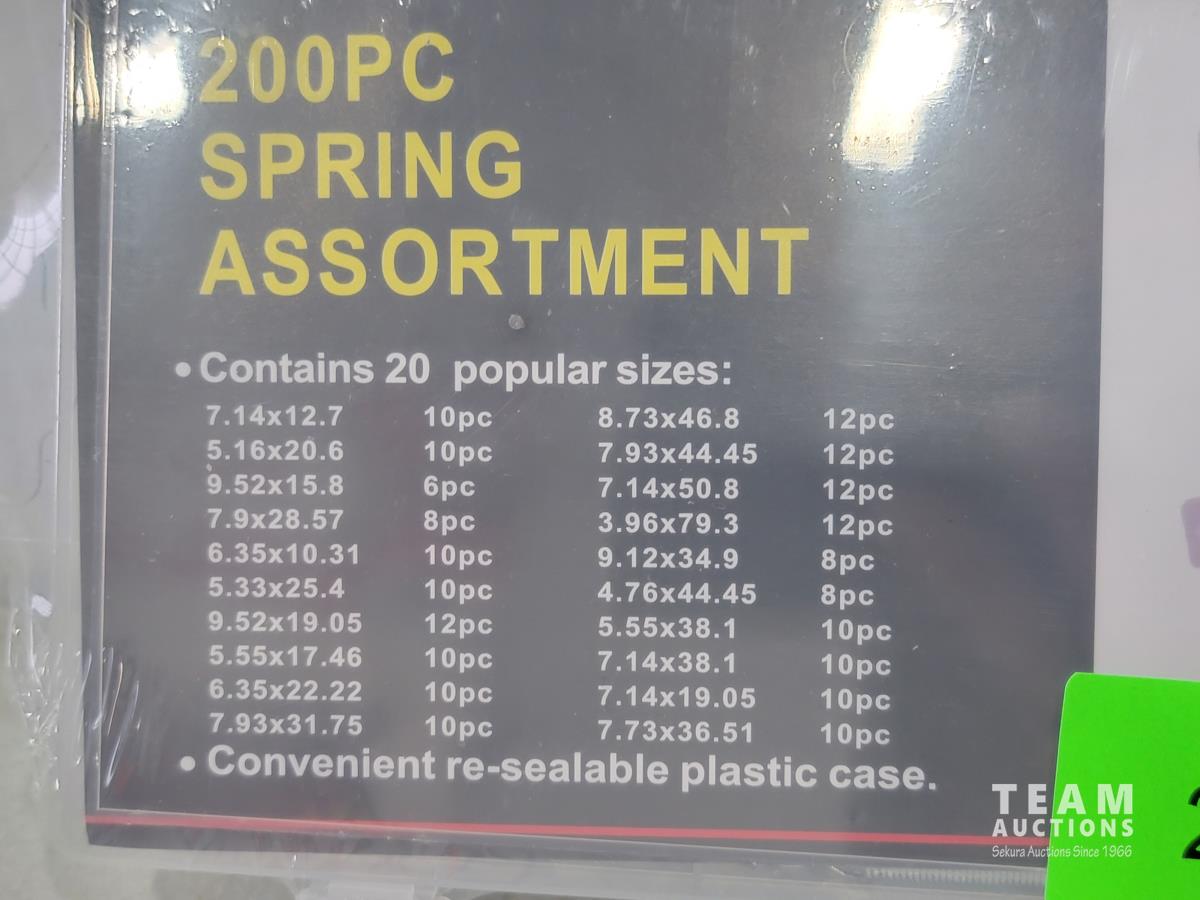 200PC
SPRING
ASSORTMENT
• Contains 20 popular sizes:
7.14x12.7 10pc 8.73x46.8 12pc
5.16x20.6 10pc 7.93x44.45 12pc
9.52x15.8 6pc 7.14x50.8 12pc
7.9x28.57 8pc 3.96x79.3 12pc
6.35x10.31 10pc 9.12x34.9 8pc
5.33x25.4 10pc 4.76x44.45 8pc
9.52x19.05 12pc 5.55x38.1 10pc
5.55x17.46 10pc 7.14x38.1 10pc
6.35x22.22 10pc 7.14x19.05 10pc
7.93x31.75 10pc 7.73x36.51 10pc
• Convenient re-sealable plastic case.
TEAM
AUCTIONS
Sekura Auctions Since 1966